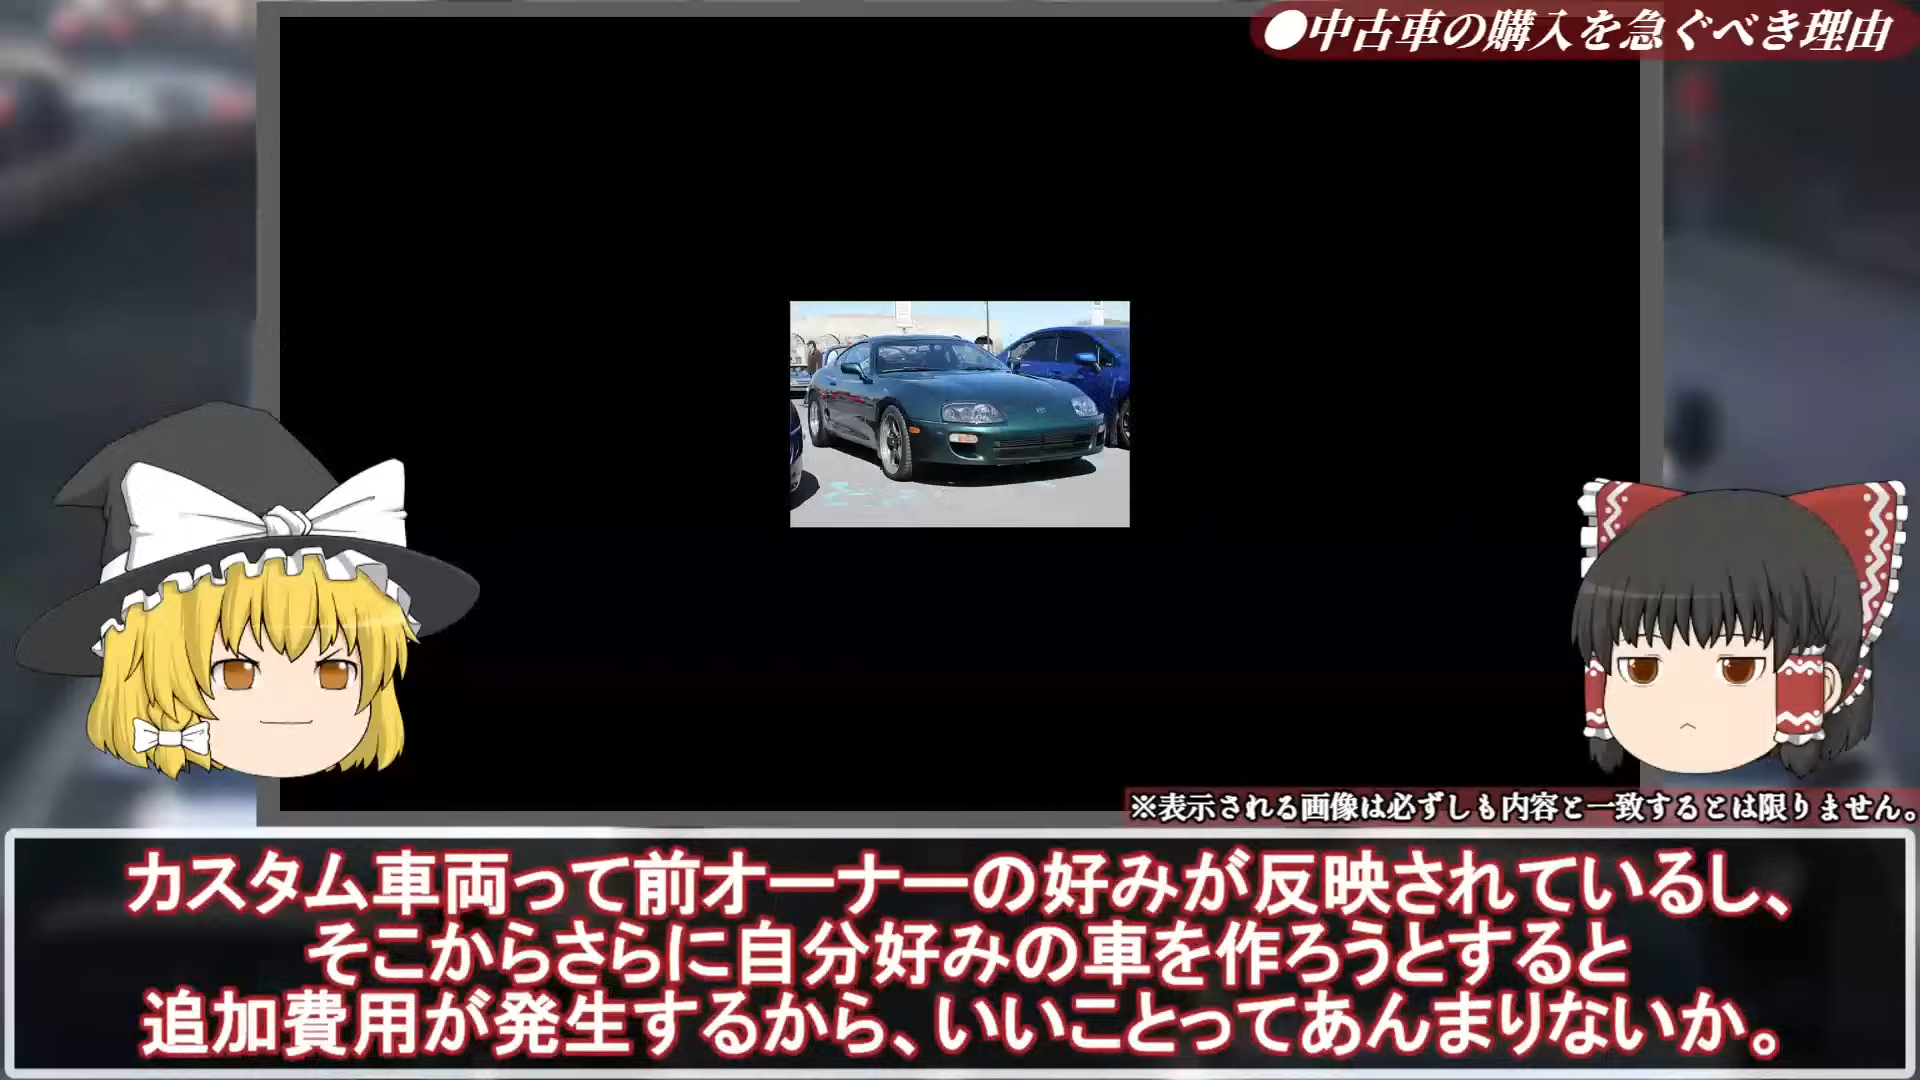 ●中古車の購入を急ぐべき理由
※表示される画像は必ずしも内容と一致するとは限りません。
カスタム車両って前オーナーの好みが反映されているし、
そこからさらに自分好みの車を作ろうとすると
追加費用が発生するから、いいことってあんまりないか。